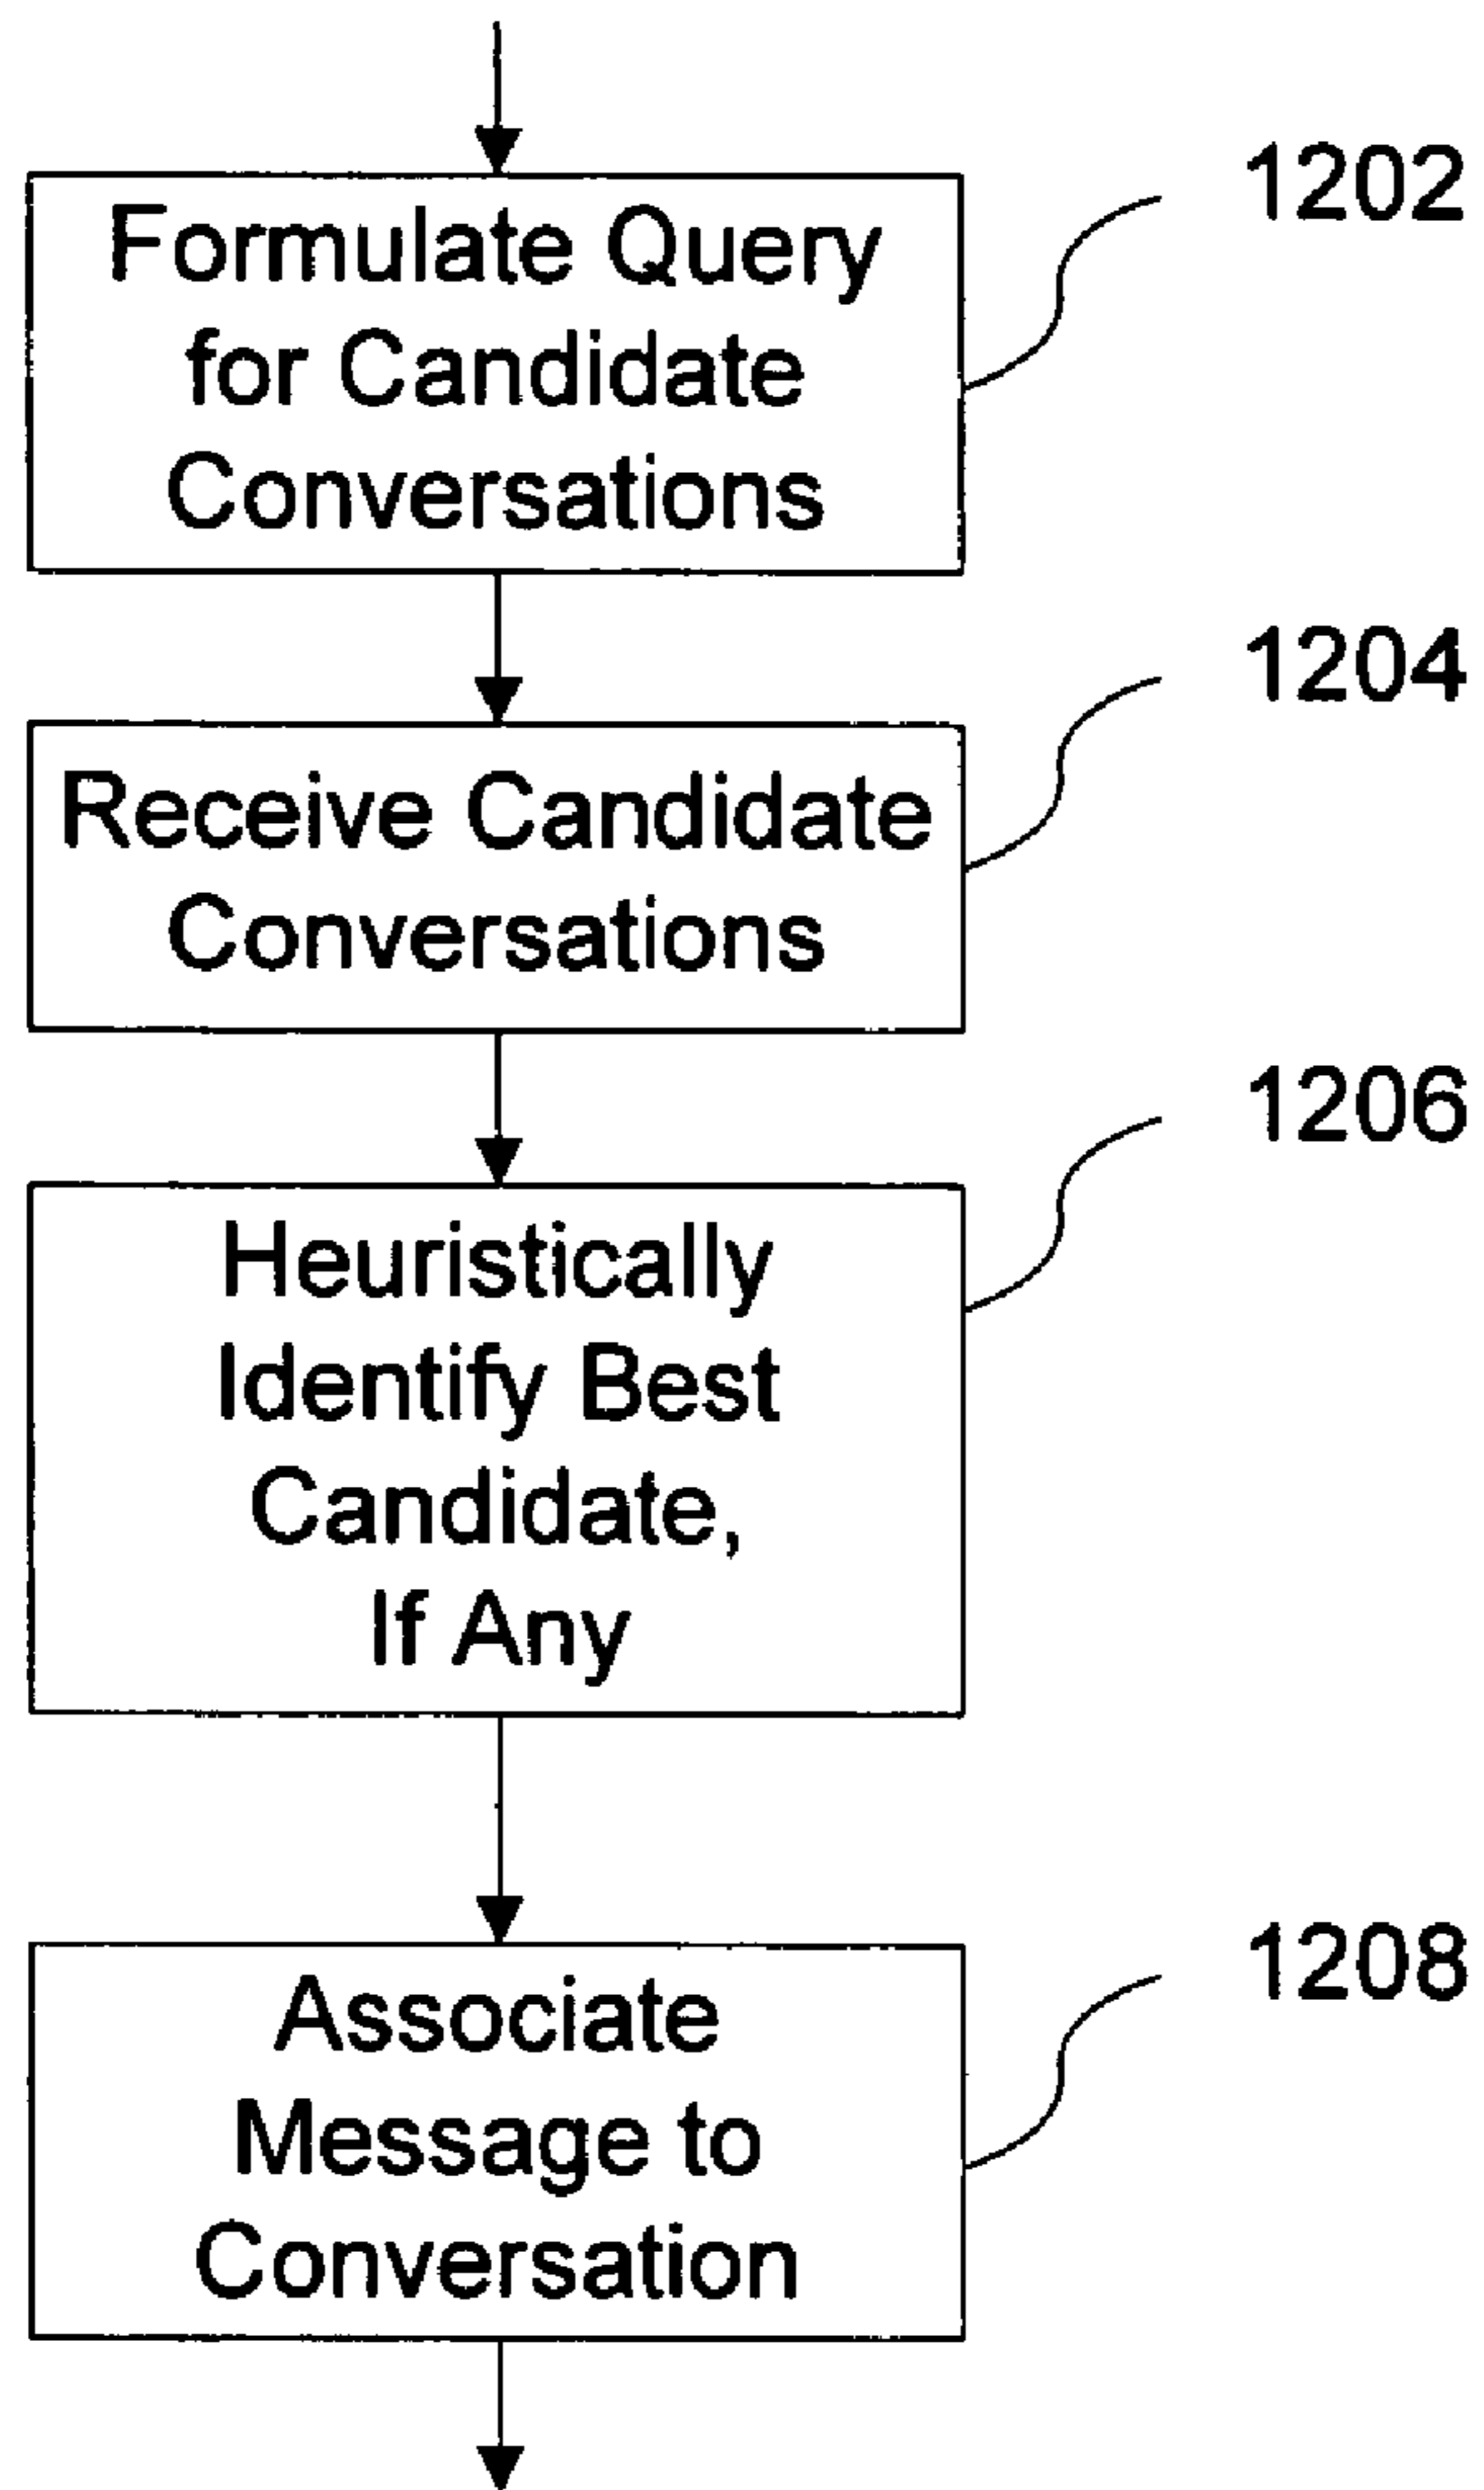 Formulate Query
for Candidate
Conversations
1202
Receive Candidate
Conversations
1204
Heuristically
Identify Best
Candidate,
If Any
1206
Associate
Message to
Conversation
1208